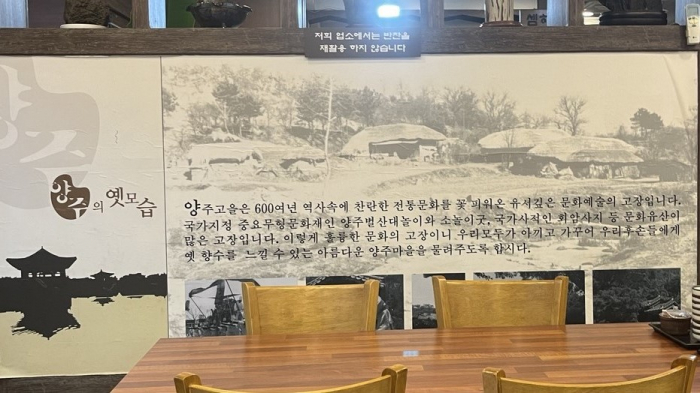 저희 업소에서는 반찬을
재활용 하지 않습니다
셈하
양주
양주의 옛모습
양주고을은 600여년 역사속에 찬란한 전통문화를 꽃 피워온 유서깊은 문화예술의 고장입니다.
국가지정 중요무형문화재인 양주별산대놀이와 소놀이굿, 국가사적인 회암사지 등 문화유산이
많은 고장입니다. 이렇게 훌륭한 문화의 고장이니 우리모두가 아끼고 가꾸어 우리후손들에게
옛 향수를 느낄 수 있는 아름다운 양주마을을 물려주도록 합시다.